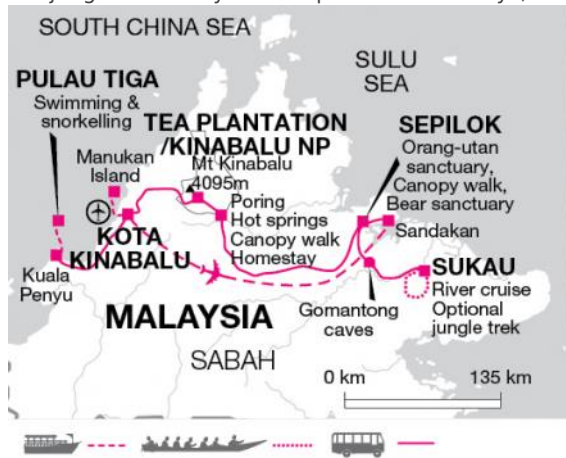 SOUTH CHINA SEA
SULU
SEA
PULAU TIGA
Swimming &
snorkelling
TEA PLANTATION
/KINABALU NP
SEPILOK
Orang-utan
sanctuary,
Canopy walk,
Bear sanctuary
Manukan
Island
Mt Kinabalu
4095m
Poring
Hot springs
Canopy walk
Homestay
Sandakan
KOTA
KINABALU
Kuala
Penyu
SUKAU
River cruise
Optional
jungle trek
Gomantong
caves
MALAYSIA
SABAH
0 km
135 km